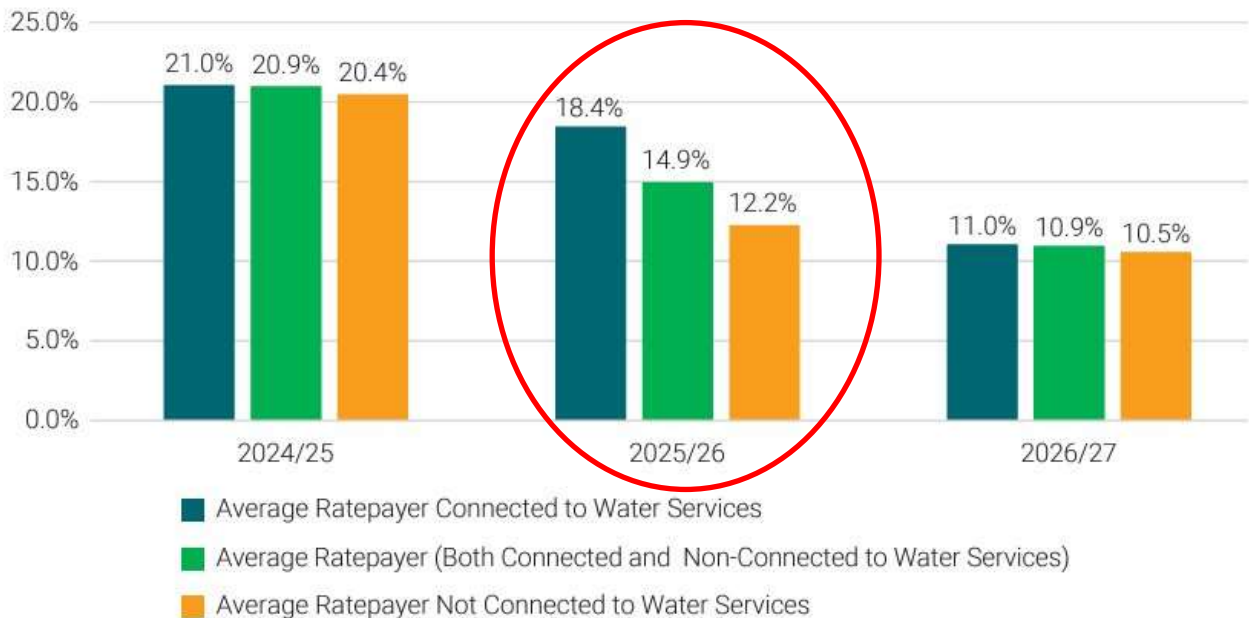 25.0%
21.0% 20.9% 20.4%
20.0%
18.4%
14.9%
15.0%
12.2%
11.0% 10.9% 10.5%
10.0%
5.0%
0.0%
2024/25 2025/26 2026/27
Average Ratepayer Connected to Water Services
Average Ratepayer (Both Connected and Non-Connected to Water Services)
Average Ratepayer Not Connected to Water Services